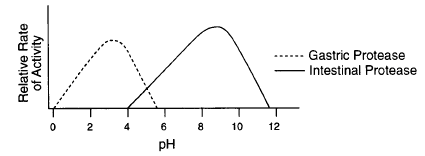 Relative Rate
of Activity
Gastric Protease
Intestinal Protease
0 2 4 6 8 10 12
pH